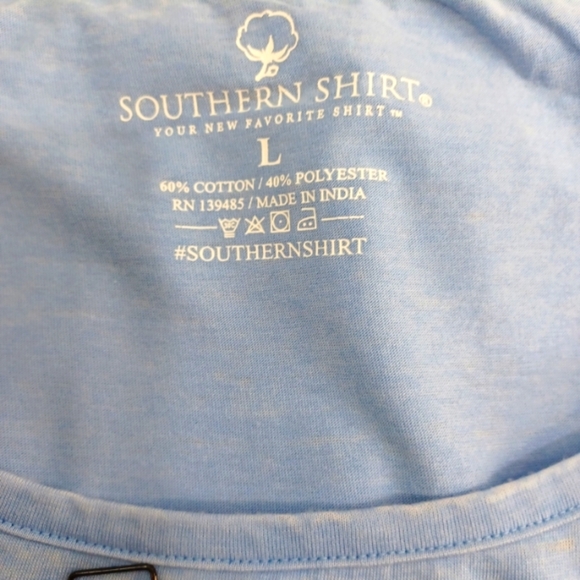 SOUTHERN SHIRT®
YOUR NEW FAVORITE SHIRT™
L
60% COTTON / 40% POLYESTER
RN 139485 / MADE IN INDIA
#SOUTHERNSHIRT